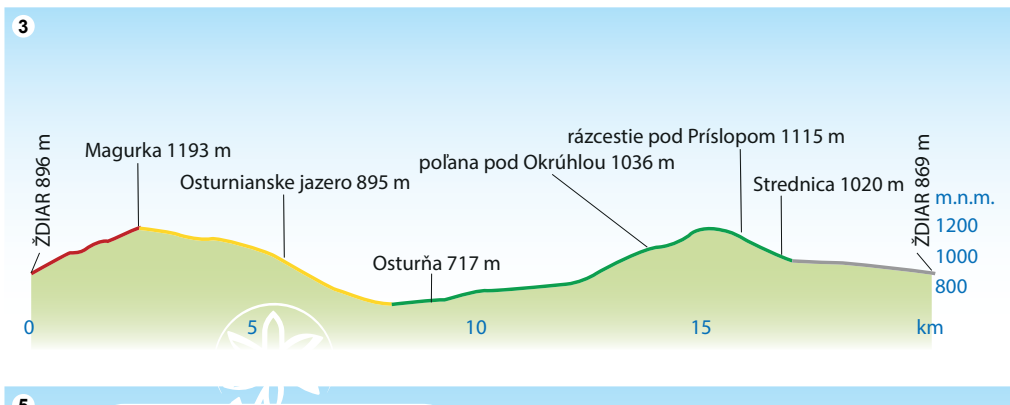 3
ŽDIAR 896 m
Magurka 1193 m
Osturnianske jazero 895 m
Osturňa 717 m
poľana pod Okrúhlou 1036 m
rázcestie pod Príslopom 1115 m
Strednica 1020 m
ŽDIAR 869 m
m.n.m.
1200
1000
800
0 5 10 15 km
5